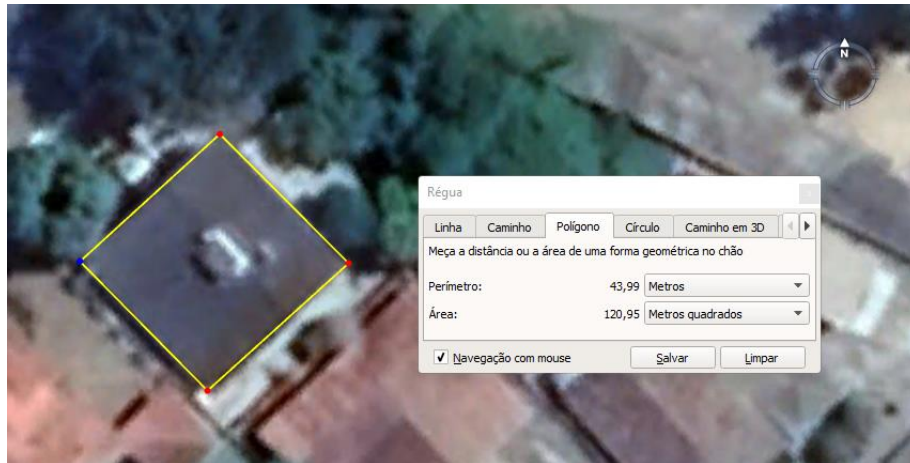 N
Régua
Linha Caminho Polígono Círculo Caminho em 3D
Meça a distância ou a área de uma forma geométrica no chão
Perímetro: 43,99 Metros
Área: 120,95 Metros quadrados
Navegação com mouse Salvar Limpar